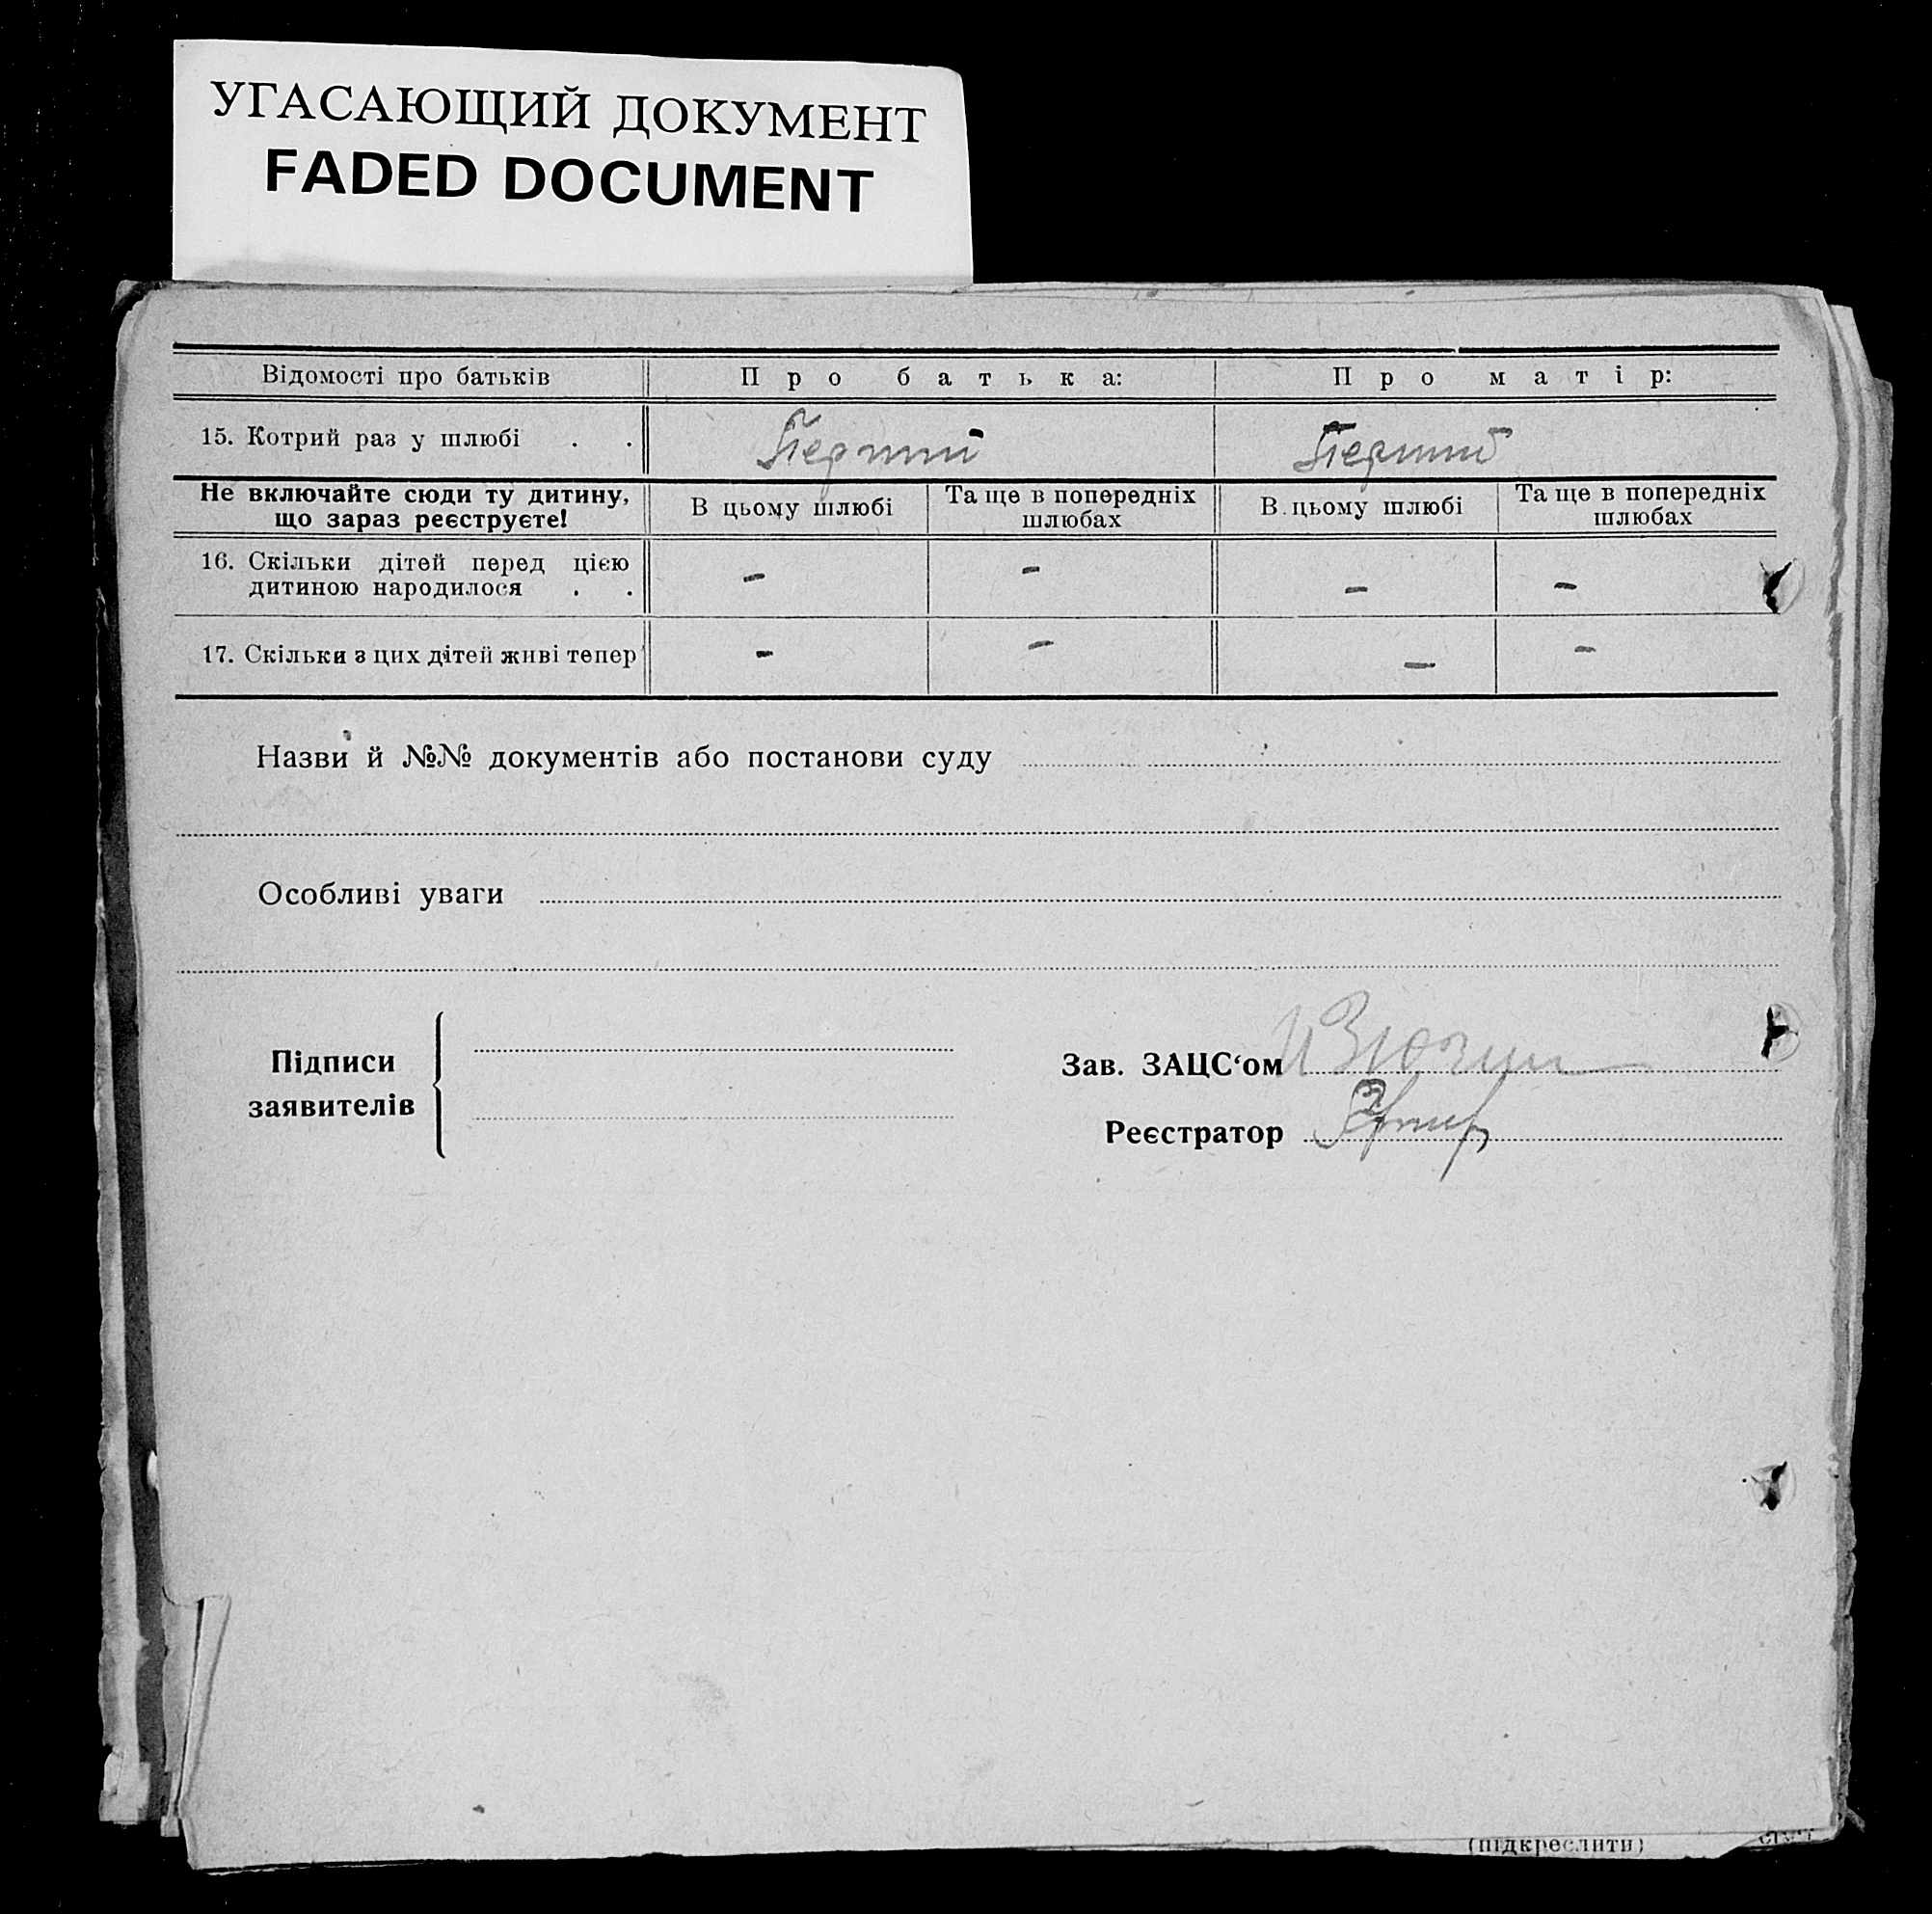 УГАСАЮЩИЙ ДОКУМЕНТ
FADED DOCUMENT
Відомості про батьків Про батька: Про матір:
15. Котрий раз у шлюбі . . Перший Перший
Не включайте сюди ту дитину, що зараз реєструєте! В цьому шлюбі Та ще в попередніх шлюбах В цьому шлюбі Та ще в попередніх шлюбах
16. Скільки дітей перед цією
дитиною народилося . . – – – –
17. Скільки з цих дітей живі тепер – – – –
Назви й №№ документів або постанови суду
Особливі уваги
Підписи
заявителів
Зав. ЗАЦС‘ом
Реєстратор
(підкреслити)